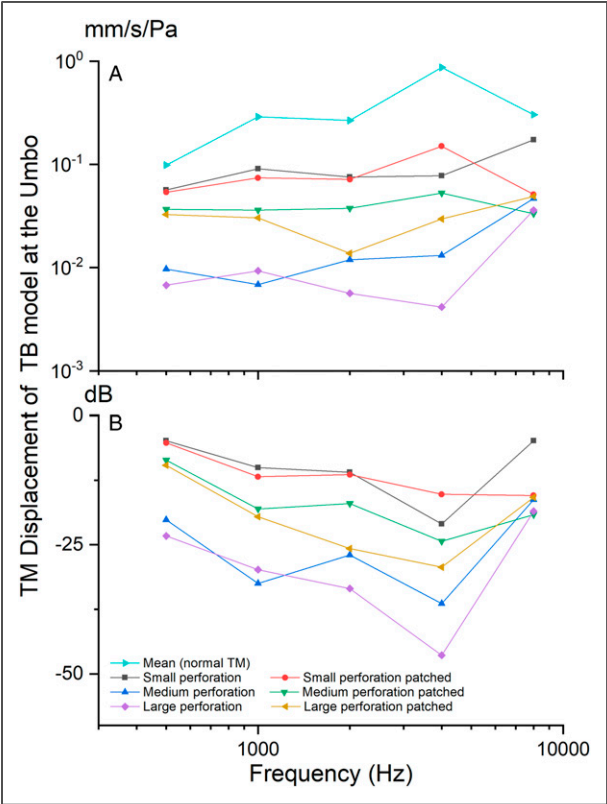 mm/s/Pa
10⁰
A
10⁻¹
10⁻²
10⁻³
TM Displacement of TB model at the Umbo
dB
0
B
-25
-50
Mean (normal TM)
Small perforation
Small perforation patched
Medium perforation
Medium perforation patched
Large perforation
Large perforation patched
1000
10000
Frequency (Hz)